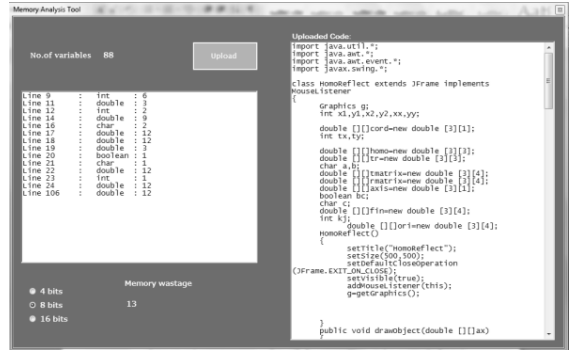 Memory Analysis Tool
No.of variables 88
Upload
Line 9 : int : 6
Line 11 : double : 3
Line 12 : int : 2
Line 14 : double : 9
Line 16 : char : 2
Line 17 : double : 12
Line 18 : double : 12
Line 19 : double : 3
Line 20 : boolean : 1
Line 21 : char : 1
Line 22 : double : 12
Line 23 : int : 1
Line 24 : double : 12
Line 106 : double : 12
4 bits
8 bits
16 bits
Memory wastage
13
Uploaded Code:
import java.util.*;
import java.awt.*;
import java.awt.event.*;
import javax.swing.*;
class HomoReflect extends JFrame implements
MouseListener
{
Graphics g;
int x1,y1,x2,y2,xx,yy;
double [][]cord=new double [3][1];
int tx,ty;
double [][]homo=new double [3][3];
double [][]tr=new double [3][3];
char a,b;
double [][]tmatrix=new double [3][4];
double [][]rmatrix=new double [3][4];
double [][]axis=new double [3][1];
boolean bc;
char c;
double [][]fin=new double [3][4];
int kj;
double [][]ori=new double [3][4];
HomoReflect()
{
setTitle("HomoReflect");
setSize(500,500);
setDefaultCloseOperation
(JFrame.EXIT_ON_CLOSE);
setVisible(true);
addMouseListener(this);
g=getGraphics();
}
public void drawObject(double [][]ax)
{